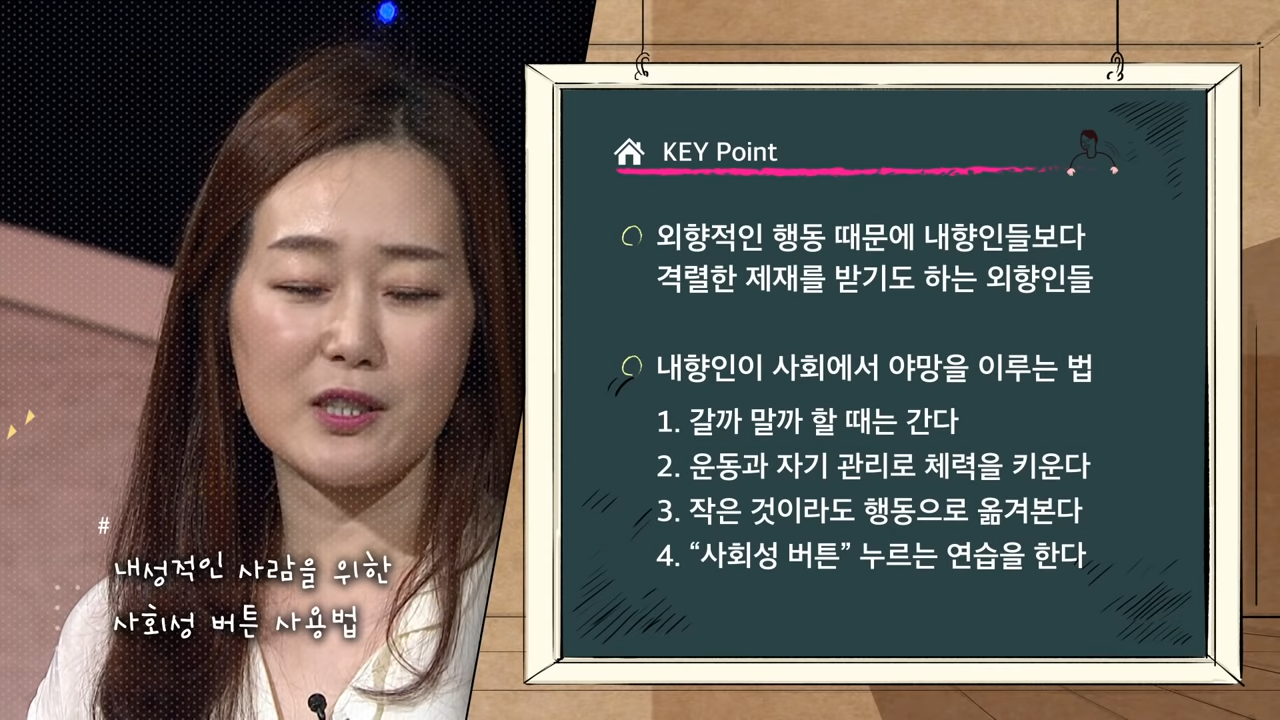 KEY Point
외향적인 행동 때문에 내향인들보다
격렬한 제재를 받기도 하는 외향인들
내향인이 사회에서 야망을 이루는 법
1. 갈까 말까 할 때는 간다
2. 운동과 자기 관리로 체력을 키운다
3. 작은 것이라도 행동으로 옮겨본다
4. “사회성 버튼” 누르는 연습을 한다
#
내성적인 사람을 위한
사회성 버튼 사용법